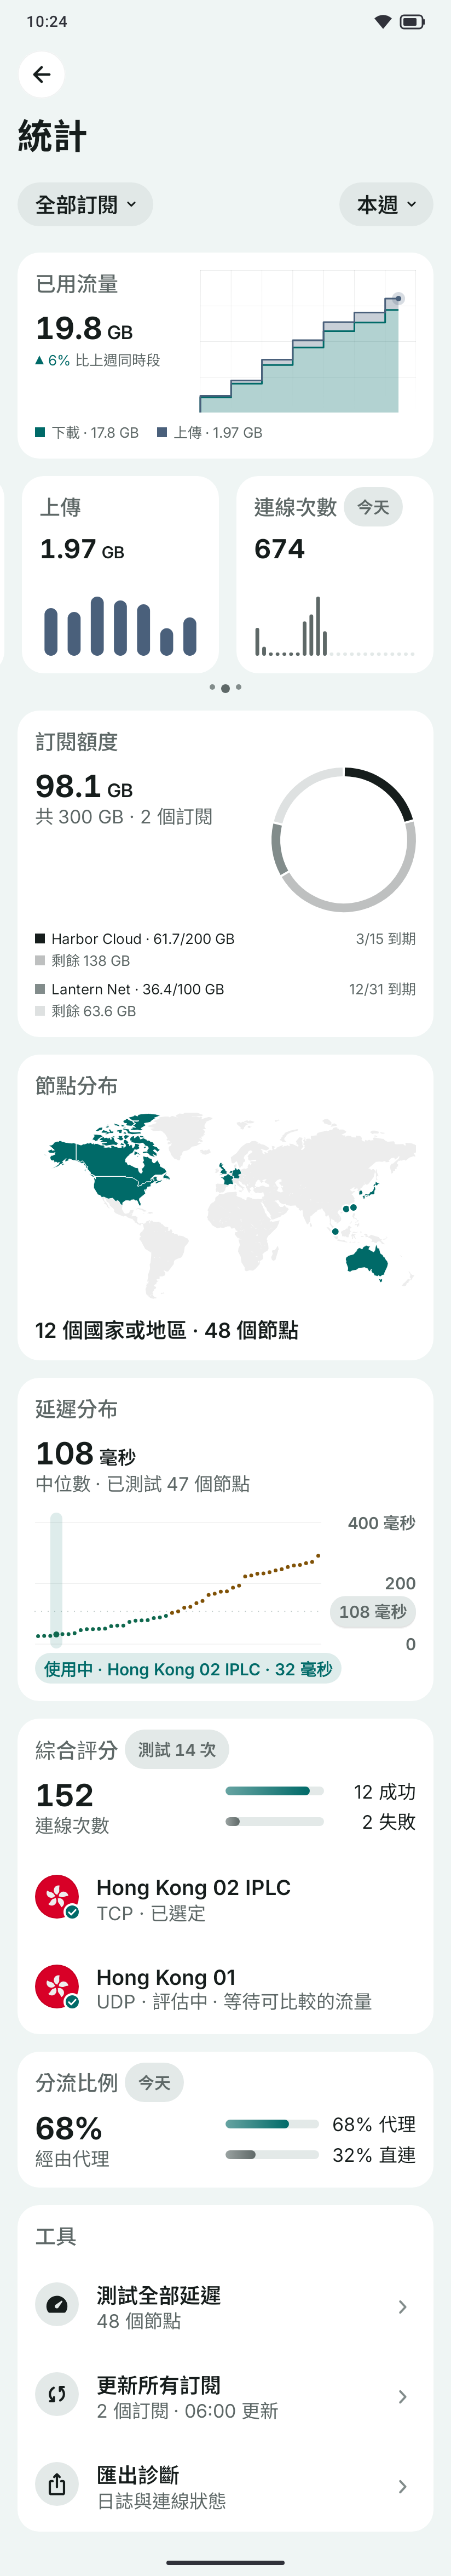 10:24
統計
全部訂閱
本週
已用流量
19.8 GB
6% 比上週同時段
下載 · 17.8 GB
上傳 · 1.97 GB
上傳
1.97 GB
連線次數
今天
674
訂閱額度
98.1 GB
共 300 GB · 2 個訂閱
Harbor Cloud · 61.7/200 GB
3/15 到期
剩餘 138 GB
Lantern Net · 36.4/100 GB
12/31 到期
剩餘 63.6 GB
節點分布
12 個國家或地區 · 48 個節點
延遲分布
108 毫秒
中位數 · 已測試 47 個節點
400 毫秒
200
108 毫秒
0
使用中 · Hong Kong 02 IPLC · 32 毫秒
綜合評分
測試 14 次
152
連線次數
12 成功
2 失敗
Hong Kong 02 IPLC
TCP · 已選定
Hong Kong 01
UDP · 評估中 · 等待可比較的流量
分流比例
今天
68%
經由代理
68% 代理
32% 直連
工具
測試全部延遲
48 個節點
更新所有訂閱
2 個訂閱 · 06:00 更新
匯出診斷
日誌與連線狀態